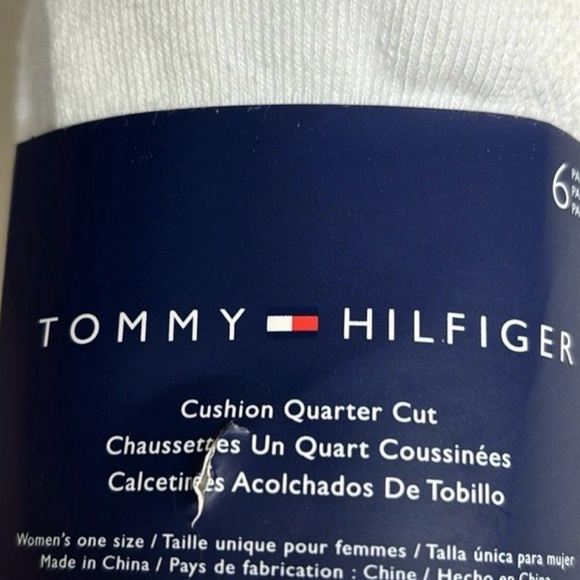 6
TOMMY HILFIGER
Cushion Quarter Cut
Chaussettes Un Quart Coussinées
Calcetines Acolchados De Tobillo
Women's one size / Taille unique pour femmes / Talla única para mujer
Made in China / Pays de fabrication : Chine / Hecho en China